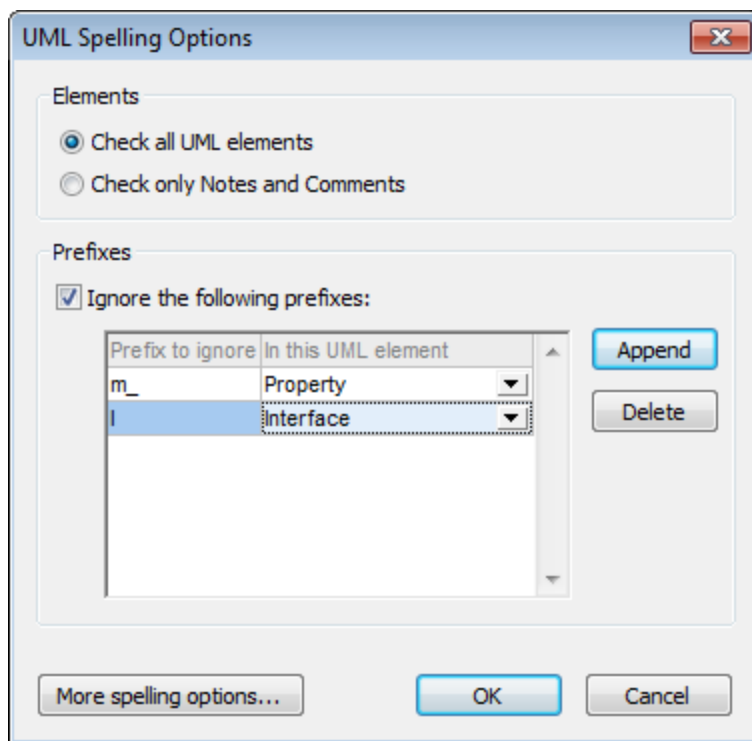 UML Spelling Options
Elements
Check all UML elements
Check only Notes and Comments
Prefixes
Ignore the following prefixes:
Prefix to ignore In this UML element
Append
m_ Property
I Interface
Delete
More spelling options...
OK
Cancel